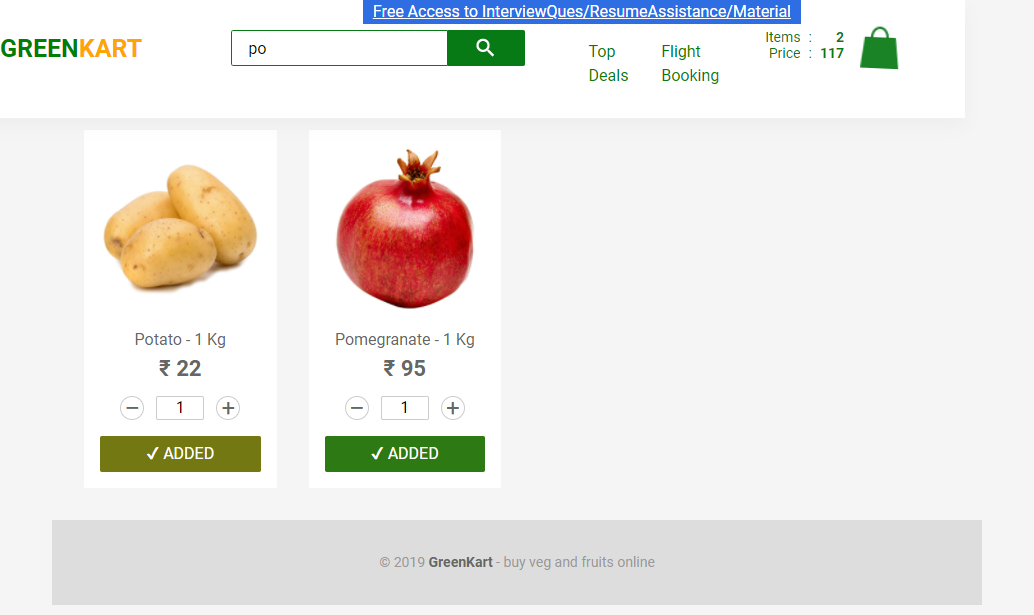 Free Access to InterviewQues/ResumeAssistance/Material
GREENKART
po
Top Deals
Flight Booking
Items : 2
Price : 117
Potato - 1 Kg
₹ 22
1
✓ ADDED
Pomegranate - 1 Kg
₹ 95
1
✓ ADDED
© 2019 GreenKart - buy veg and fruits online